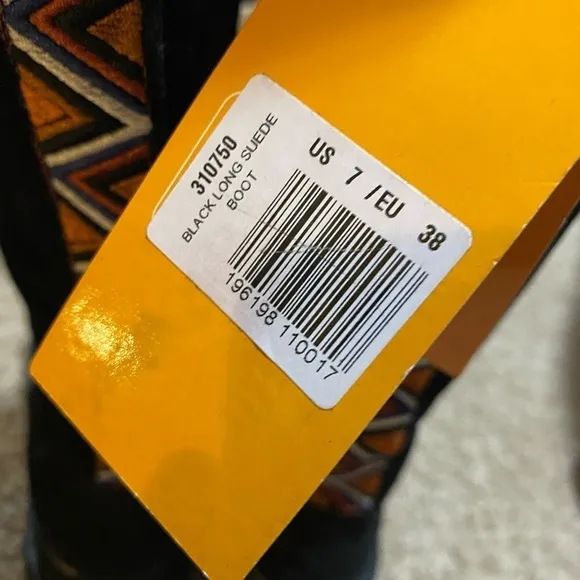 310750
BLACK LONG SUEDE
BOOT
US 7 / EU 38
196198 110017